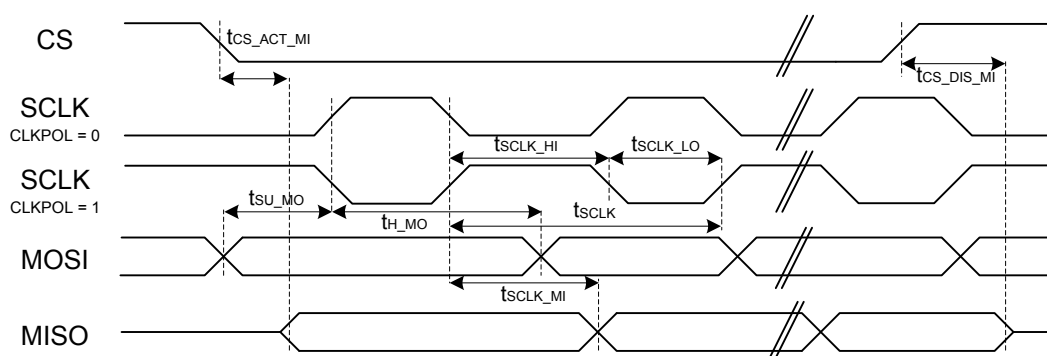 CS
tCS_ACT_MI
tCS_DIS_MI
SCLK
CLKPOL = 0
tSCLK_HI
tSCLK_LO
SCLK
CLKPOL = 1
tSU_MO
tH_MO
tSCLK
MOSI
tSCLK_MI
MISO